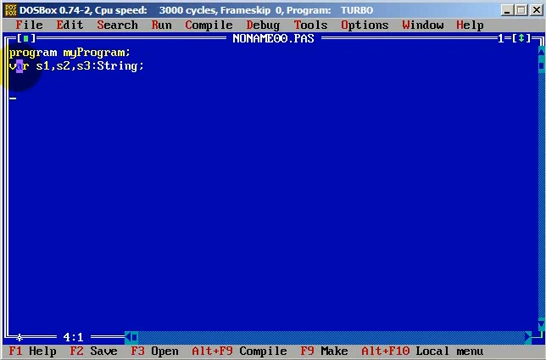 DOSBox 0.74-2, Cpu speed: 3000 cycles, Frameskip 0, Program: TURBO
File Edit Search Run Compile Debug Tools Options Window Help
NONAME00.PAS 1=[↕]
program myProgram;
var s1,s2,s3:String;
4:1
F1 Help F2 Save F3 Open Alt+F9 Compile F9 Make Alt+F10 Local menu